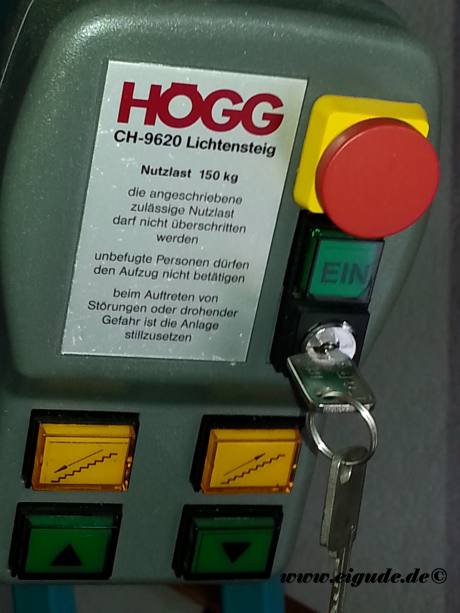 HÖGG
CH-9620 Lichtensteig
Nutzlast 150 kg
die angeschriebene
zulässige Nutzlast
darf nicht überschritten
werden
unbefugte Personen dürfen
den Aufzug nicht betätigen
beim Auftreten von
Störungen oder drohender
Gefahr ist die Anlage
stillzusetzen
EIN
www.eigude.de©